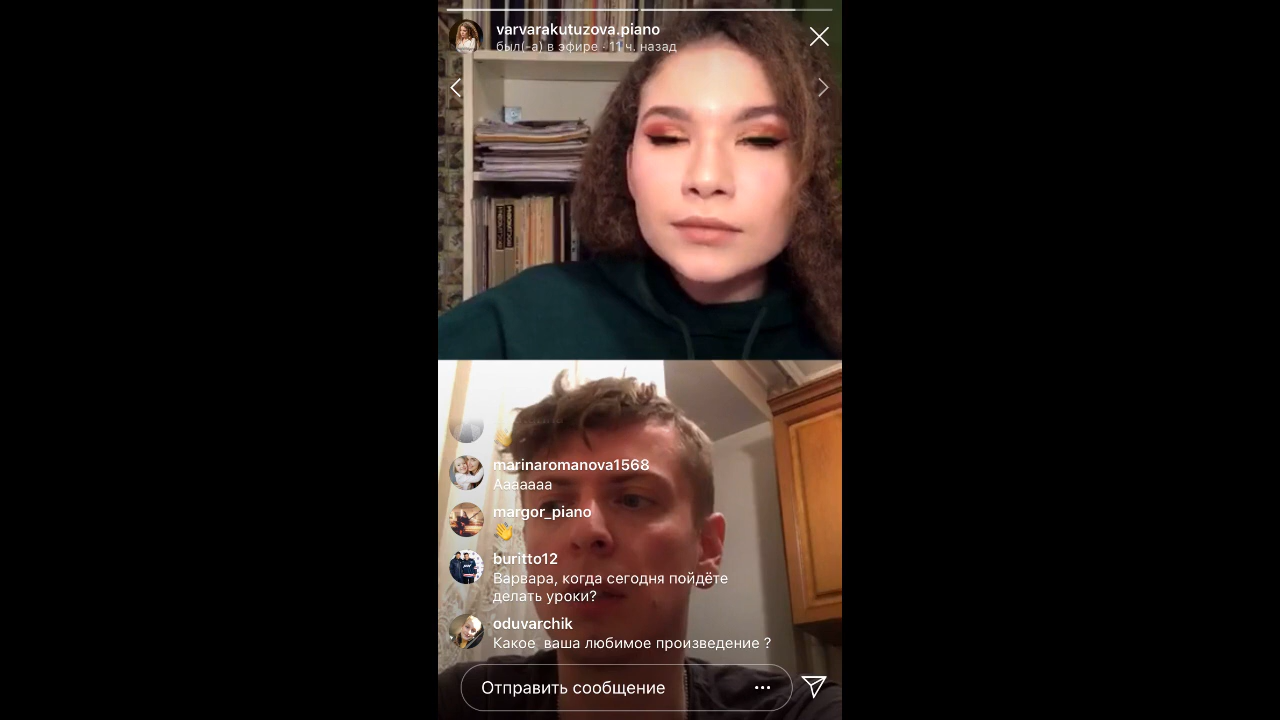 varvarakutuzova.piano
был(-а) в эфире · 11 ч. назад
marinaromanova1568
Ааааааа
margor_piano
buritto12
Варвара, когда сегодня пойдёте
делать уроки?
oduvarchik
Какое ваша любимое произведение ?
Отправить сообщение